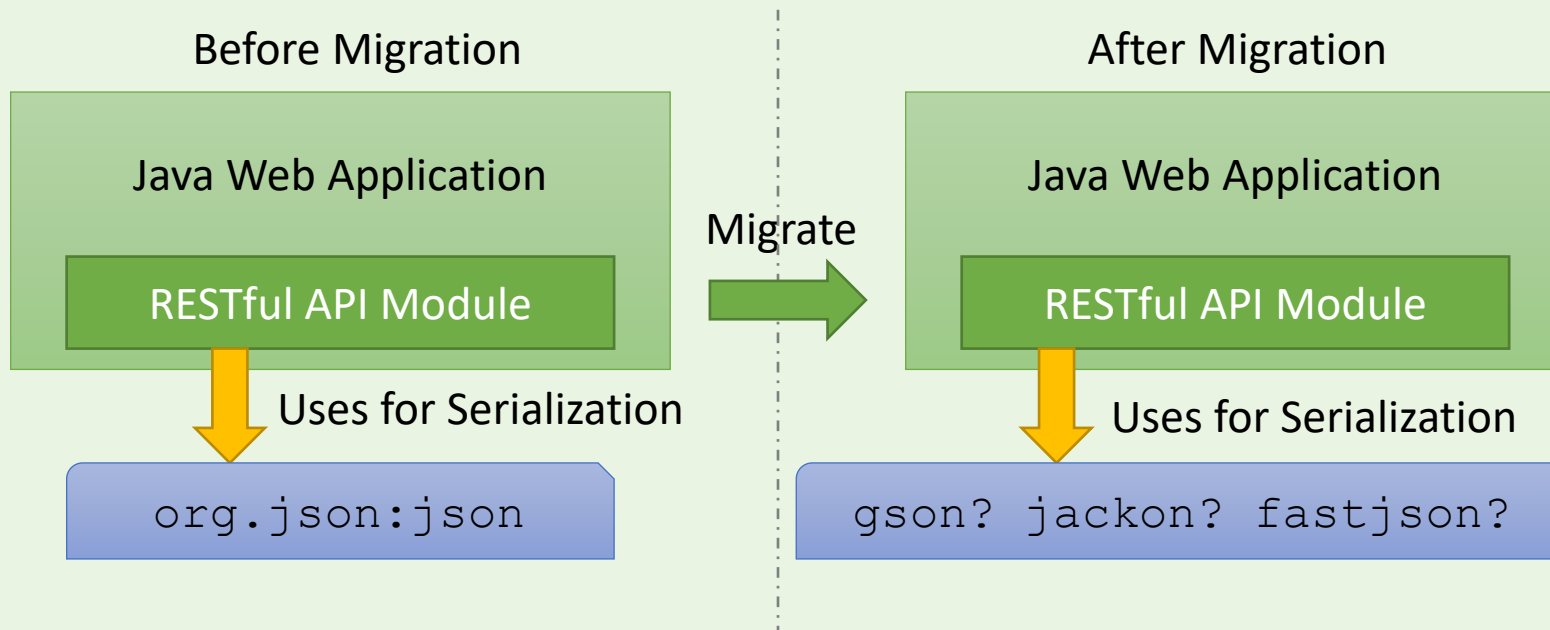 Before Migration
Java Web Application
RESTful API Module
Uses for Serialization
org.json:json
Migrate
After Migration
Java Web Application
RESTful API Module
Uses for Serialization
gson? jackon? fastjson?